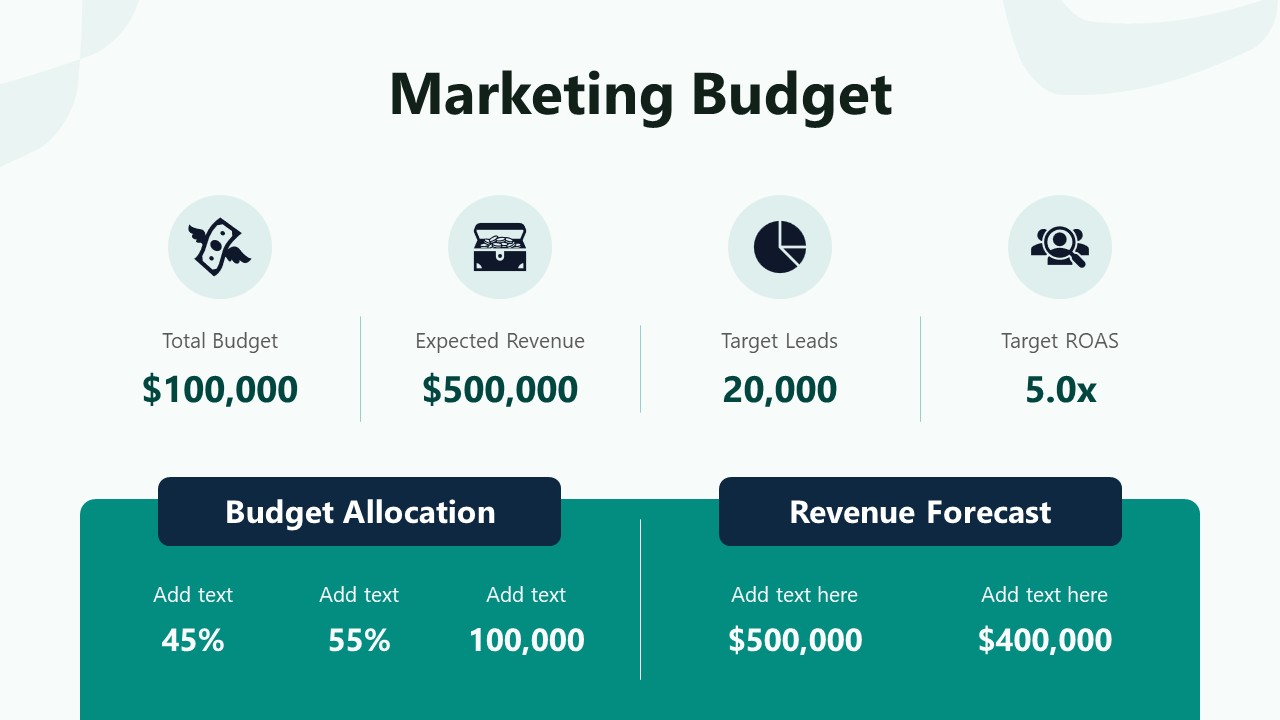 Marketing Budget
Total Budget
$100,000
Expected Revenue
$500,000
Target Leads
20,000
Target ROAS
5.0x
Budget Allocation
Add text
45%
Add text
55%
Add text
100,000
Revenue Forecast
Add text here
$500,000
Add text here
$400,000